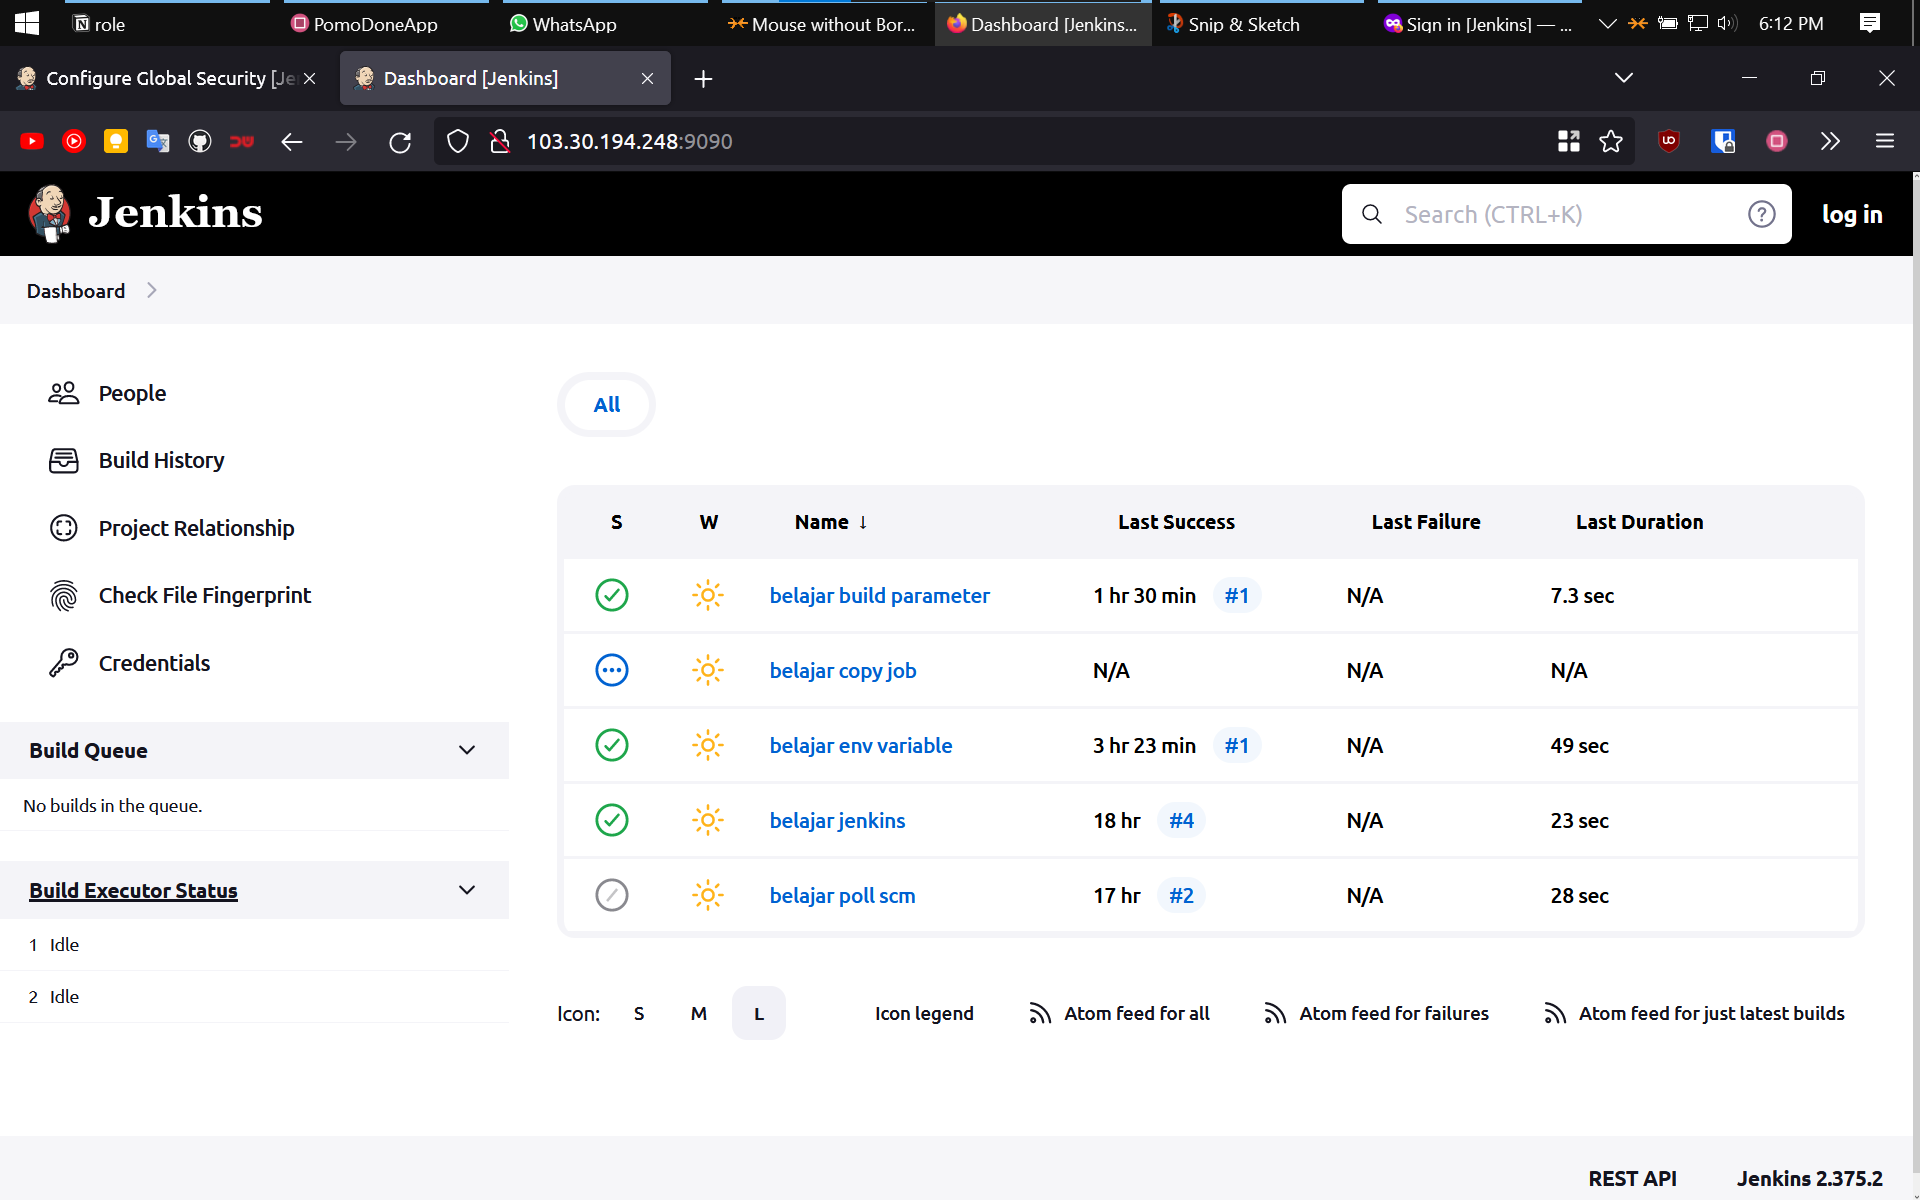 role
PomoDoneApp
WhatsApp
Mouse without Bor...
Dashboard [Jenkins...
Snip & Sketch
Sign in [Jenkins] — ...
6:12 PM
Configure Global Security [Je
Dashboard [Jenkins]
103.30.194.248:9090
Jenkins
Search (CTRL+K)
log in
Dashboard
People
Build History
Project Relationship
Check File Fingerprint
Credentials
Build Queue
No builds in the queue.
Build Executor Status
1 Idle
2 Idle
All
S W Name ↓ Last Success Last Failure Last Duration
belajar build parameter 1 hr 30 min #1 N/A 7.3 sec
belajar copy job N/A N/A N/A
belajar env variable 3 hr 23 min #1 N/A 49 sec
belajar jenkins 18 hr #4 N/A 23 sec
belajar poll scm 17 hr #2 N/A 28 sec
Icon: S M L
Icon legend
Atom feed for all
Atom feed for failures
Atom feed for just latest builds
REST API
Jenkins 2.375.2